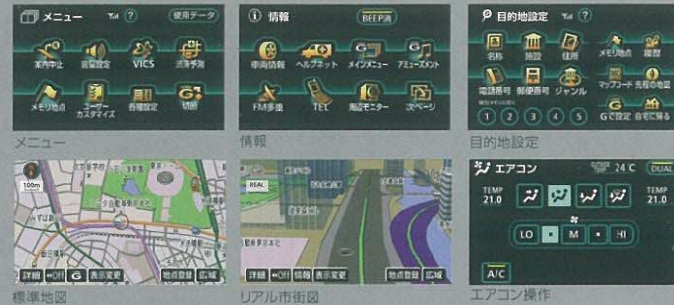 メニュー ? 使用データ
案内中止 音量設定 VICS 渋滞予測
メモリ地点 ユーザーカスタマイズ 各種設定 G 切断
メニュー
i 情報 BEEP消
車両情報 ヘルプネット G メインメニュー G アミューズメント
FM多重 TEL 周辺モニター 次ページ
情報
目的地設定 ?
名称 施設 住所 メモリ地点 履歴
電話番号 郵便番号 ジャンル マップコード 先程の地図
1 2 3 4 5 Gで設定 自宅に帰る
目的地設定
100m
詳細 OFF G 表示変更 地点登録 広域
標準地図
REAL
詳細 OFF 情報 表示変更 地点登録 広域
リアル市街図
エアコン 24℃ DUAL
TEMP 21.0 TEMP 21.0
LO M HI
A/C
エアコン操作